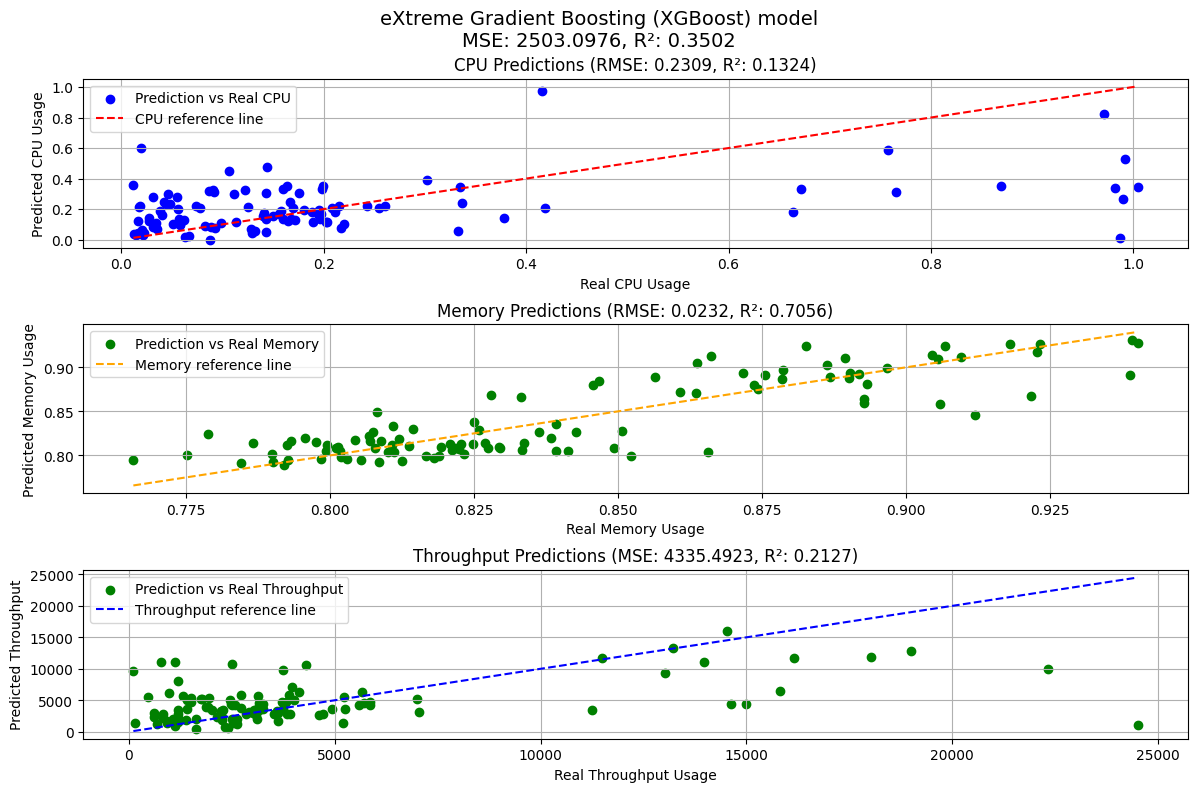 eXtreme Gradient Boosting (XGBoost) model
MSE: 2503.0976, R²: 0.3502
CPU Predictions (RMSE: 0.2309, R²: 0.1324)
Prediction vs Real CPU
CPU reference line
Predicted CPU Usage
1.0
0.8
0.6
0.4
0.2
0.0
0.0 0.2 0.4 0.6 0.8 1.0
Real CPU Usage
Memory Predictions (RMSE: 0.0232, R²: 0.7056)
Prediction vs Real Memory
Memory reference line
Predicted Memory Usage
0.90
0.85
0.80
0.775 0.800 0.825 0.850 0.875 0.900 0.925
Real Memory Usage
Throughput Predictions (MSE: 4335.4923, R²: 0.2127)
Prediction vs Real Throughput
Throughput reference line
Predicted Throughput
25000
20000
15000
10000
5000
0
0 5000 10000 15000 20000 25000
Real Throughput Usage